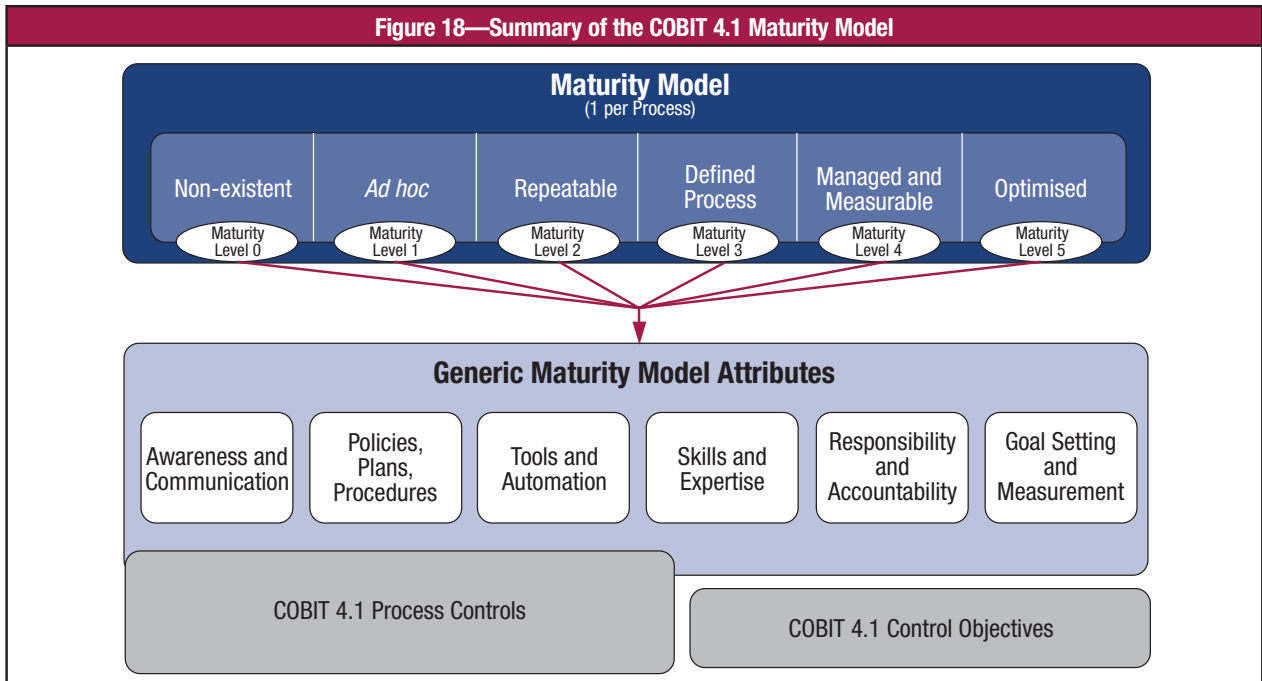 Figure 18—Summary of the COBIT 4.1 Maturity Model
Maturity Model
(1 per Process)
Non-existent
Ad hoc
Repeatable
Defined
Process
Managed and
Measurable
Optimised
Maturity
Level 0
Maturity
Level 1
Maturity
Level 2
Maturity
Level 3
Maturity
Level 4
Maturity
Level 5
Generic Maturity Model Attributes
Awareness and
Communication
Policies,
Plans,
Procedures
Tools and
Automation
Skills and
Expertise
Responsibility
and
Accountability
Goal Setting
and
Measurement
COBIT 4.1 Process Controls
COBIT 4.1 Control Objectives